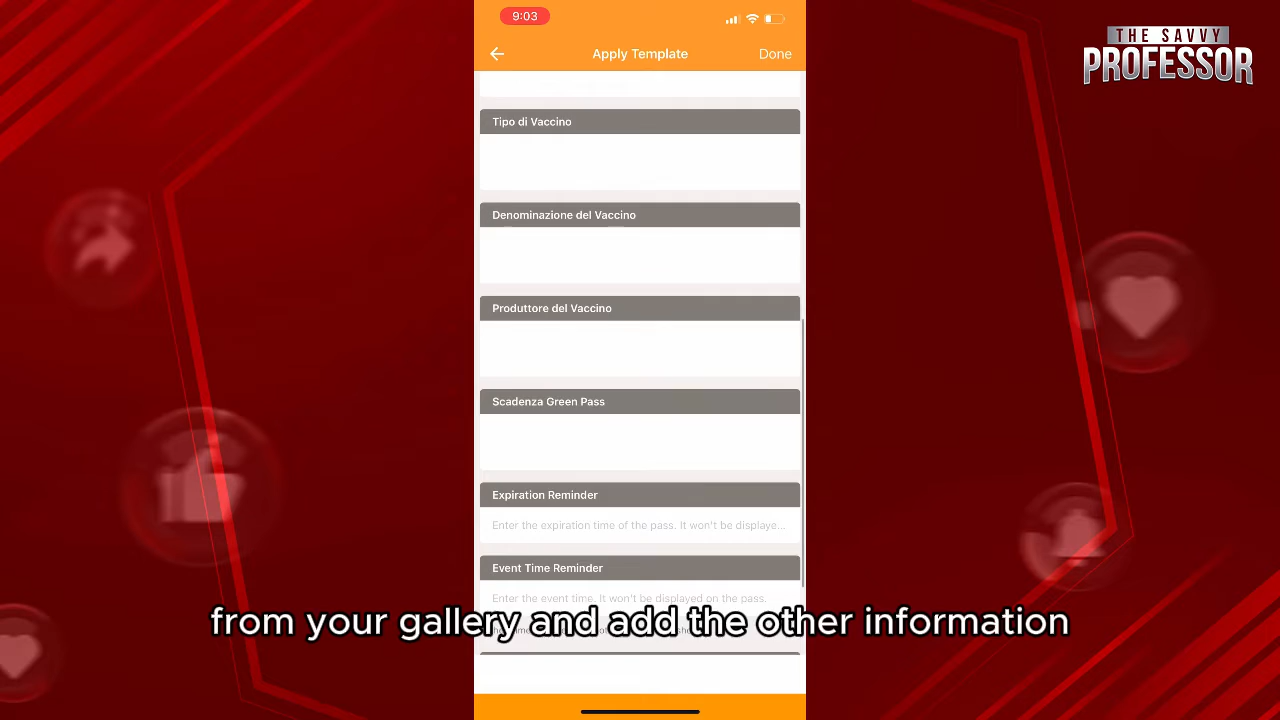 9:03
THE SAVVY
PROFESSOR
Apply Template
Done
Tipo di Vaccino
Denominazione del Vaccino
Produttore del Vaccino
Scadenza Green Pass
Expiration Reminder
Enter the expiration time of the pass. It won't be displaye...
Event Time Reminder
Enter the event time. It won't be displayed on the pass.
from your gallery and add the other information